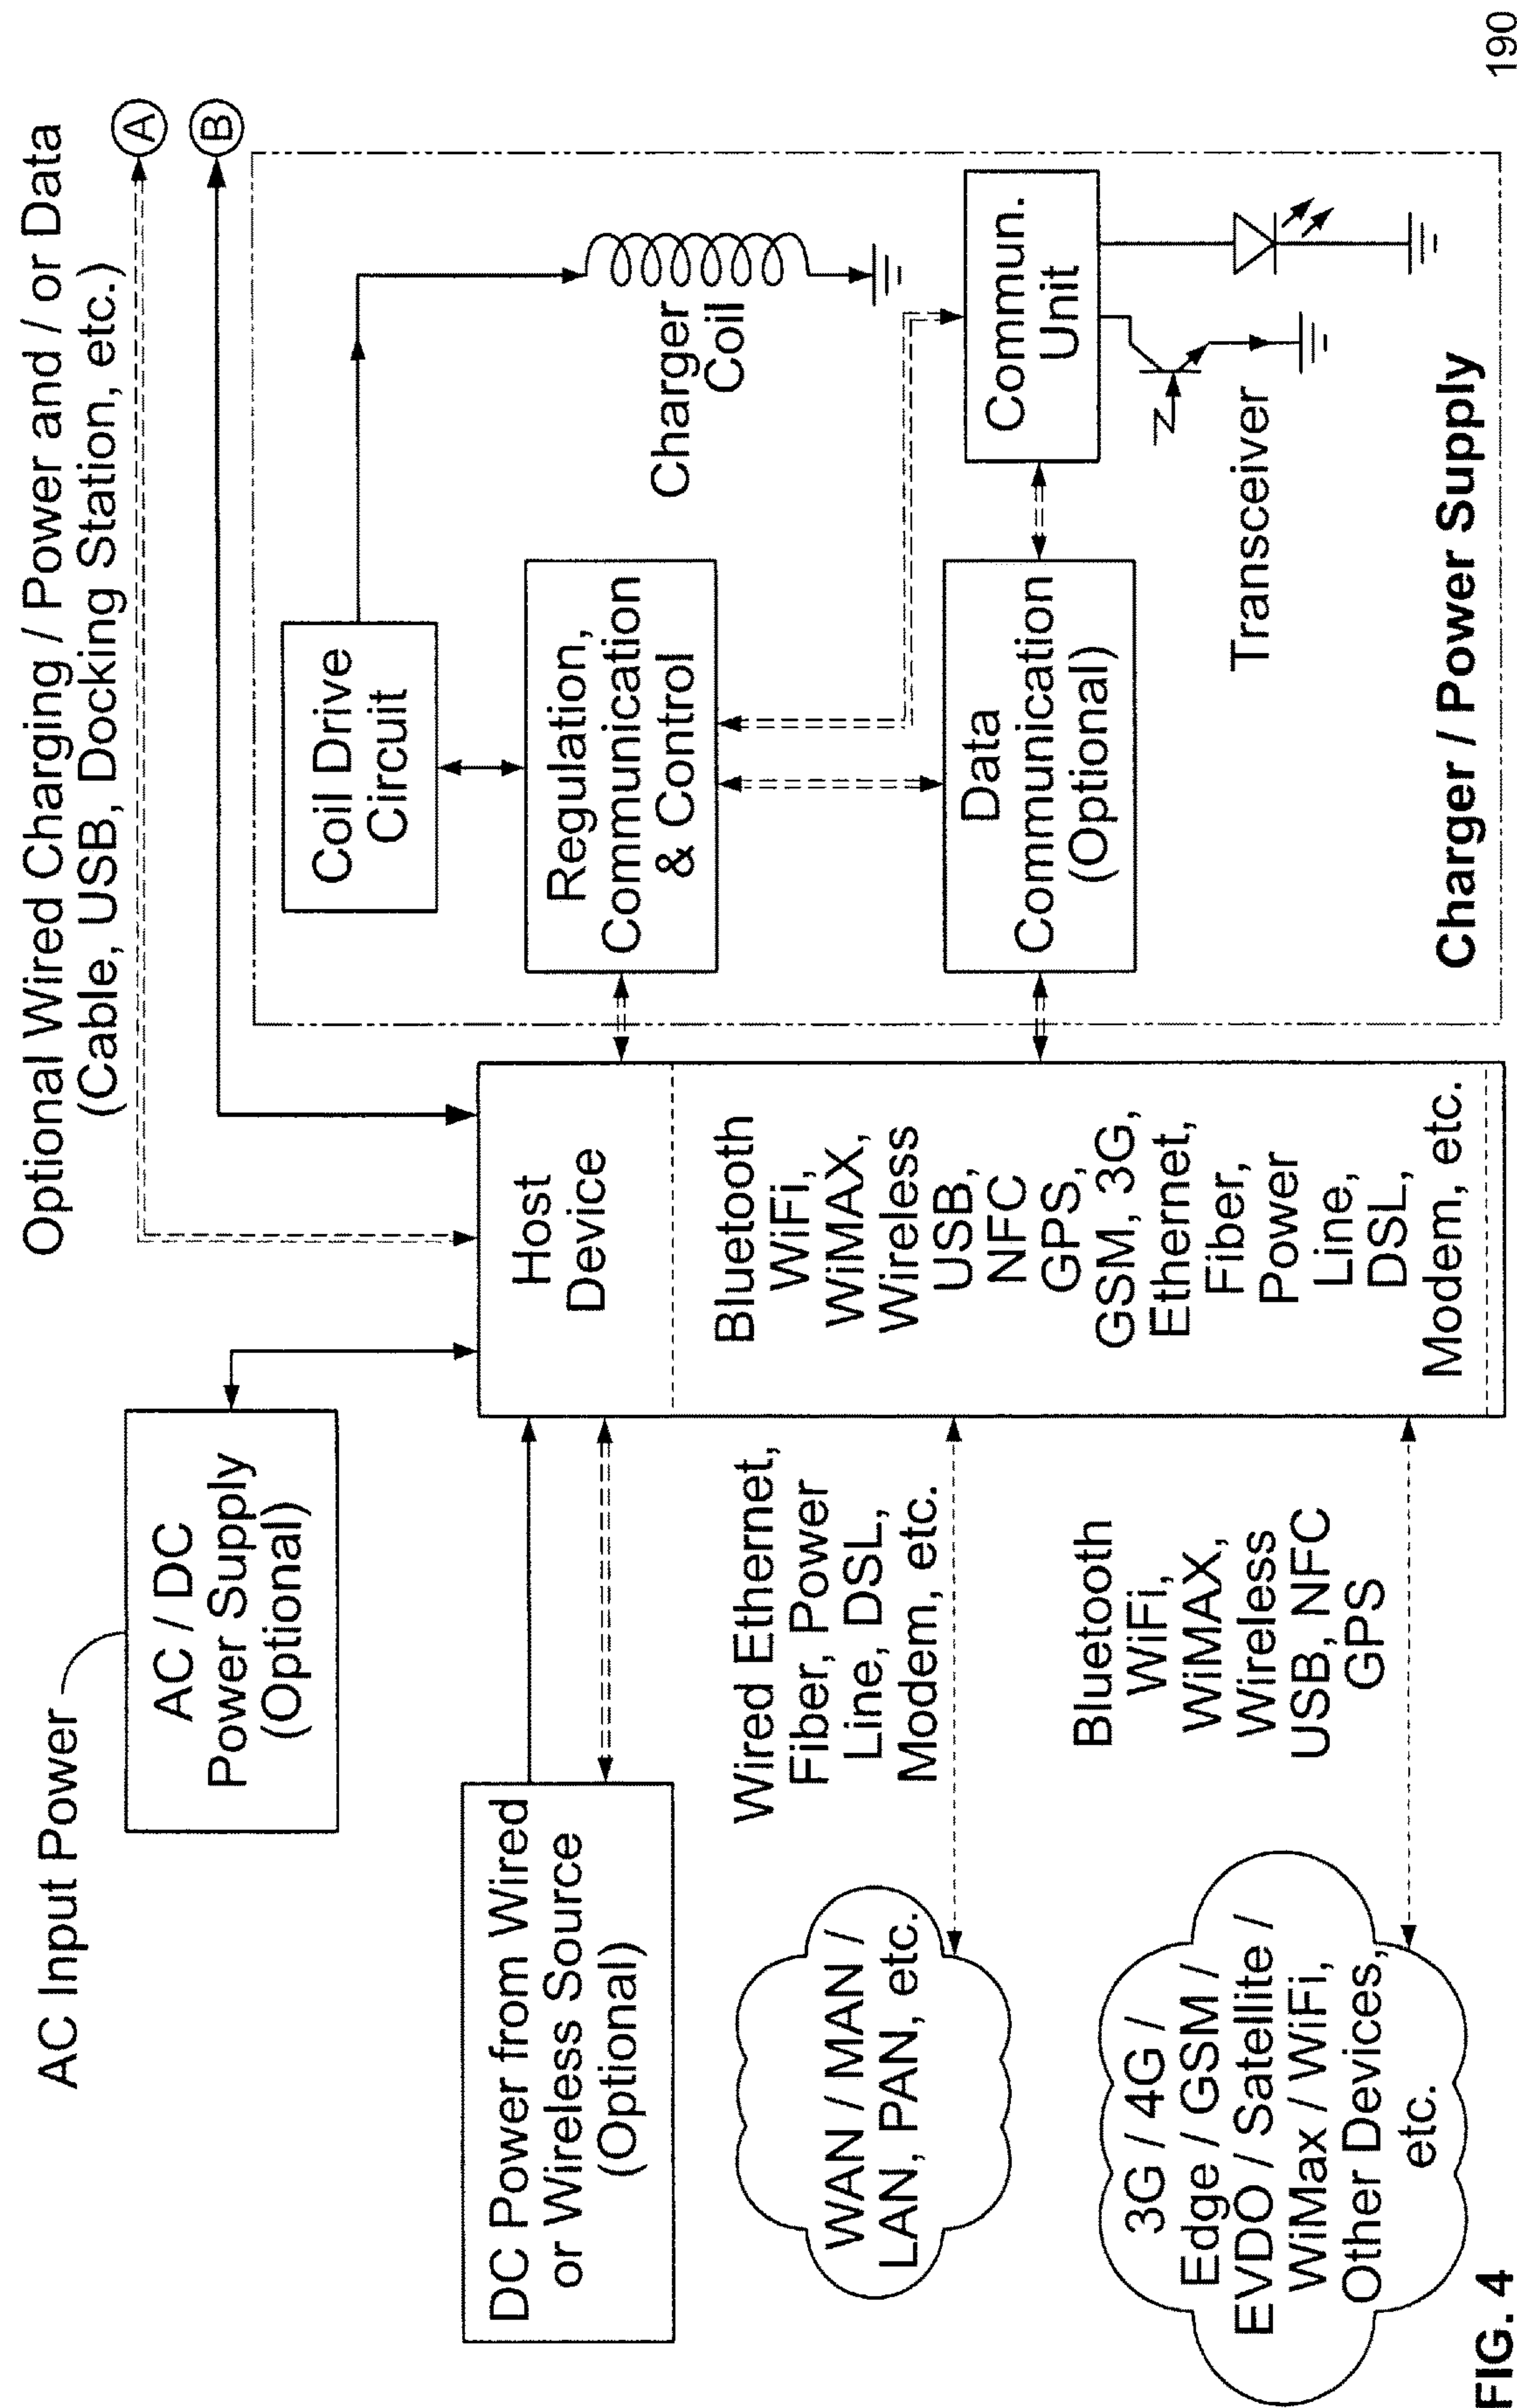 Optional Wired Charging / Power and / or Data
(Cable, USB, Docking Station, etc.)
A
B
AC Input Power
AC / DC
Power Supply
(Optional)
DC Power from Wired
or Wireless Source
(Optional)
Host
Device
Bluetooth
WiFi,
WiMAX,
Wireless
USB,
NFC
GPS,
GSM, 3G,
Ethernet,
Fiber,
Power
Line,
DSL,
Modem, etc.
Coil Drive
Circuit
Regulation,
Communication
& Control
Charger
Coil
Data
Communication
(Optional)
Commun.
Unit
Transceiver
Charger / Power Supply
WAN / MAN /
LAN, PAN, etc.
Wired Ethernet,
Fiber, Power
Line, DSL,
Modem, etc.
3G / 4G /
Edge / GSM /
EVDO / Satellite /
WiMax / WiFi,
Other Devices,
etc.
Bluetooth
WiFi,
WiMAX,
Wireless
USB, NFC
GPS
FIG. 4
190